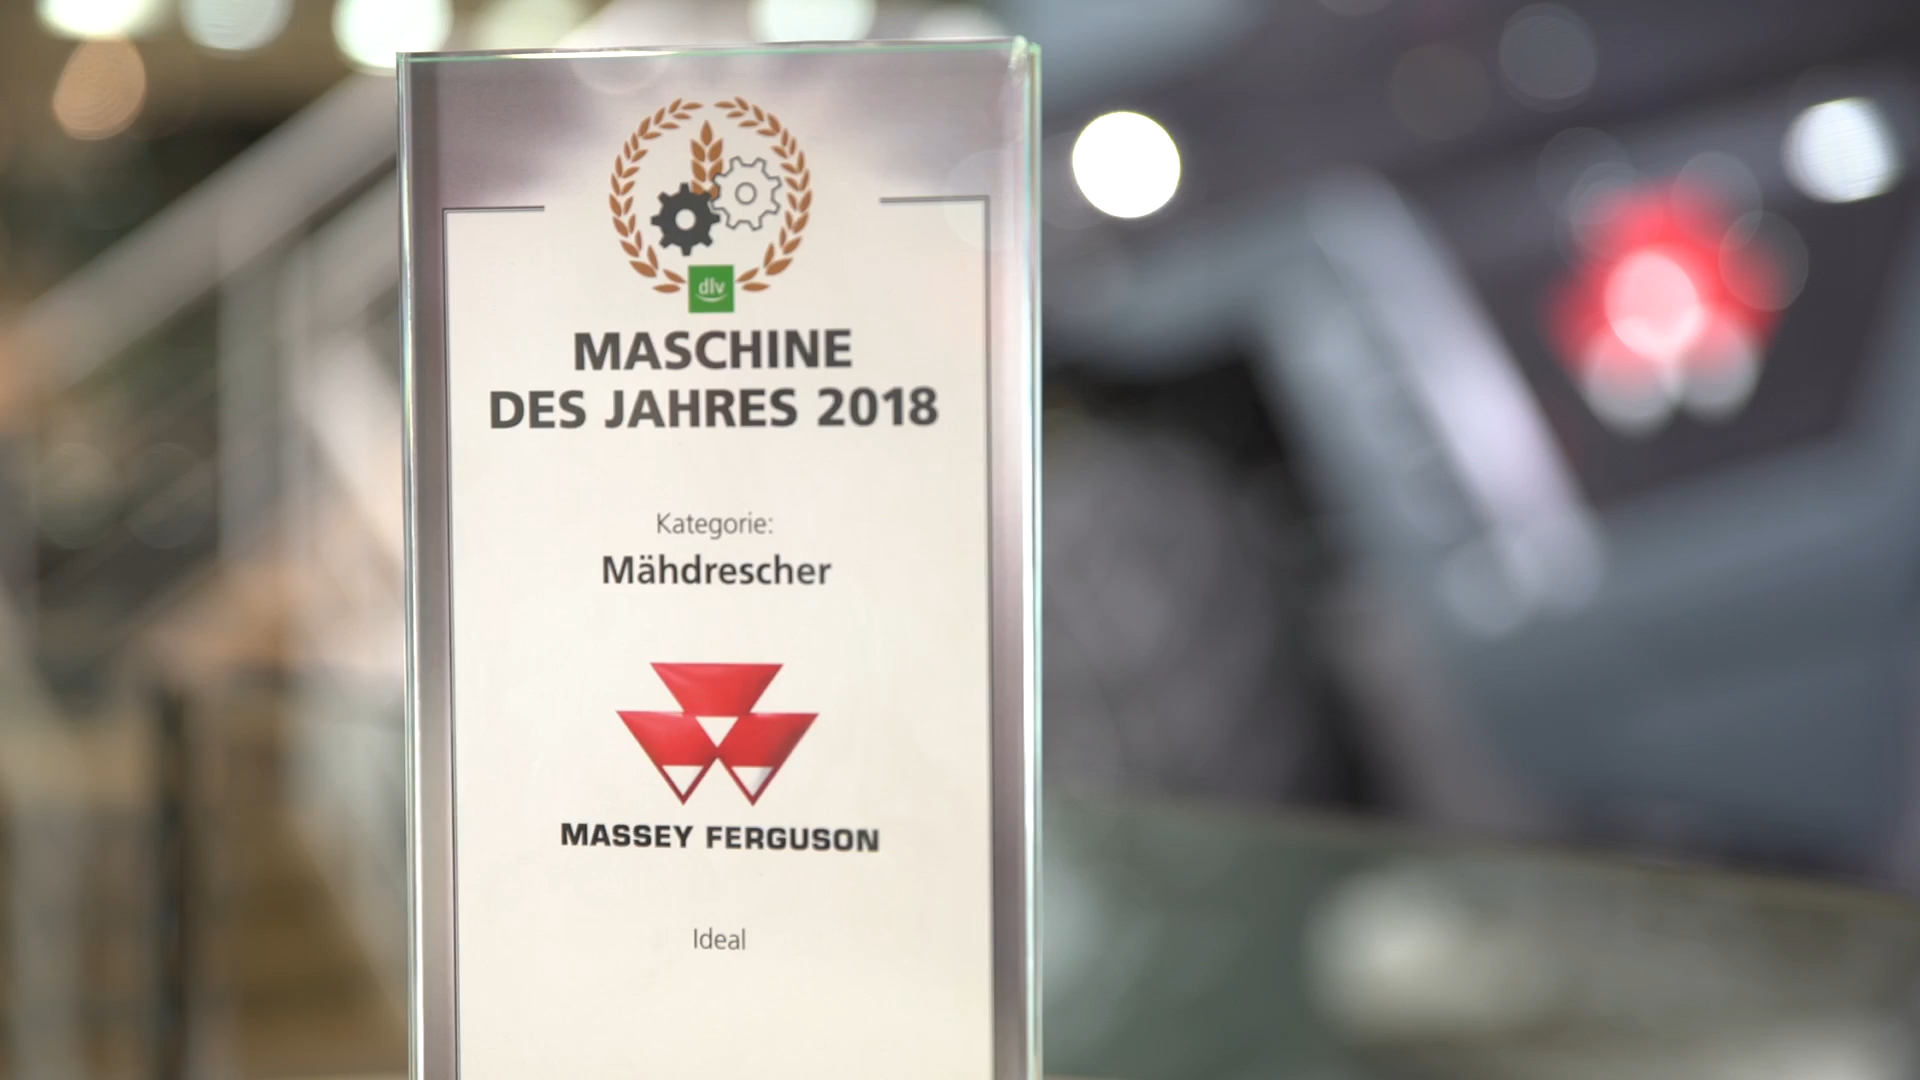 dlv
MASCHINE
DES JAHRES 2018
Kategorie:
Mähdrescher
MASSEY FERGUSON
Ideal